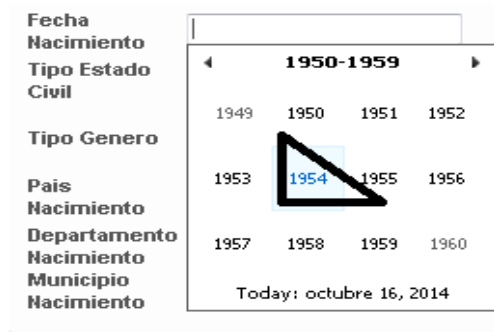 Fecha
Nacimiento
Tipo Estado
Civil
Tipo Genero
Pais
Nacimiento
Departamento
Nacimiento
Municipio
Nacimiento
1950-1959
1949 1950 1951 1952
1953 1954 1955 1956
1957 1958 1959 1960
Today: octubre 16, 2014